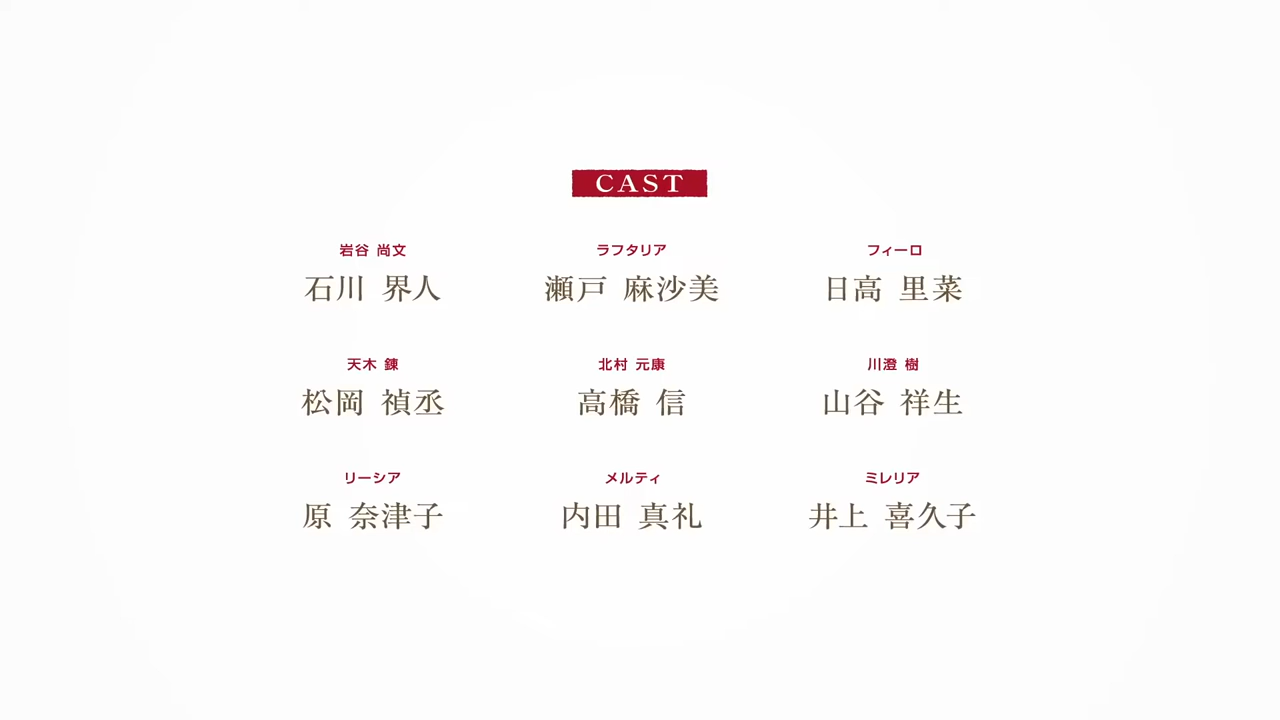 CAST
岩谷 尚文 ラフタリア フィーロ
石川 界人 瀬戸 麻沙美 日高 里菜
天木 錬 北村 元康 川澄 樹
松岡 禎丞 高橋 信 山谷 祥生
リーシア メルティ ミレリア
原 奈津子 内田 真礼 井上 喜久子